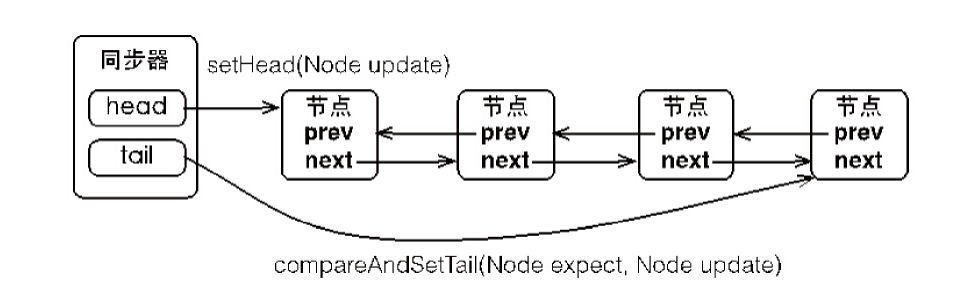 同步器
head
tail
setHead(Node update)
节点
prev
next
节点
prev
next
节点
prev
next
节点
prev
next
compareAndSetTail(Node expect, Node update)